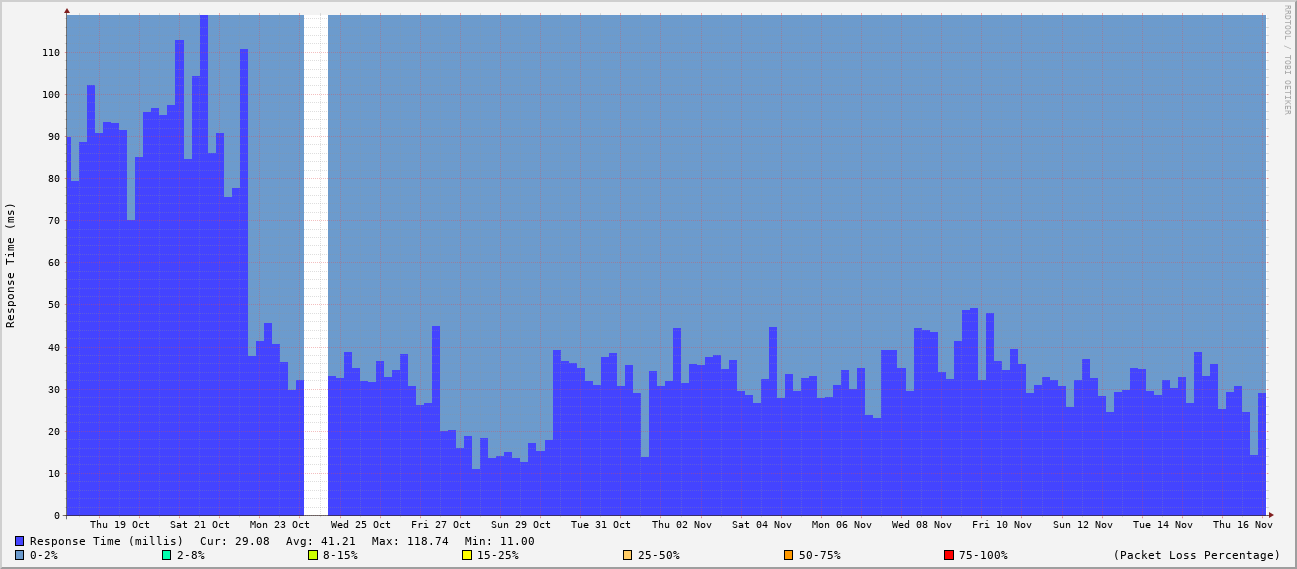 RRDTOOL / TOBI OETIKER
Response Time (ms)
110
100
90
80
70
60
50
40
30
20
10
0
Thu 19 Oct Sat 21 Oct Mon 23 Oct Wed 25 Oct Fri 27 Oct Sun 29 Oct Tue 31 Oct Thu 02 Nov Sat 04 Nov Mon 06 Nov Wed 08 Nov Fri 10 Nov Sun 12 Nov Tue 14 Nov Thu 16 Nov
Response Time (millis) Cur: 29.08 Avg: 41.21 Max: 118.74 Min: 11.00
0-2% 2-8% 8-15% 15-25% 25-50% 50-75% 75-100% (Packet Loss Percentage)